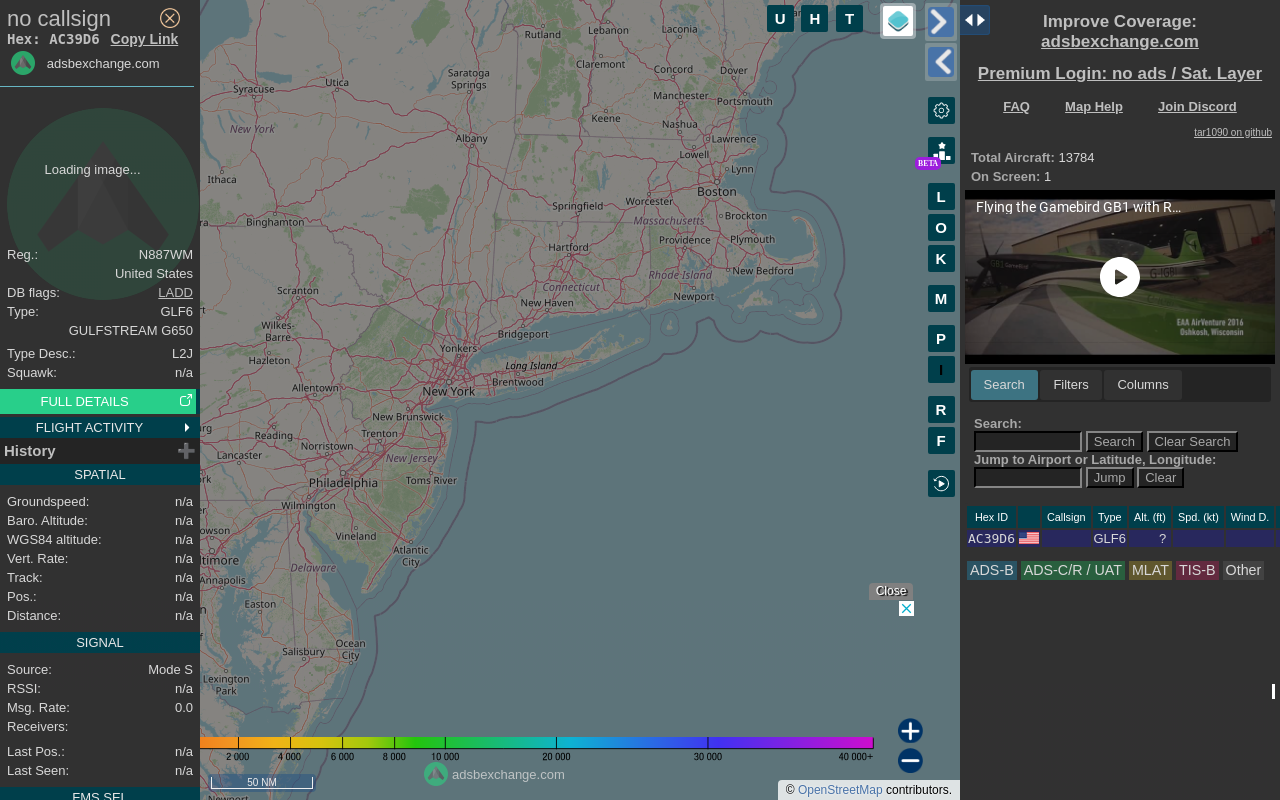 no callsign
Hex: AC39D6 Copy Link
adsbexchange.com
Loading image...
Reg.: N887WM
United States
DB flags: LADD
Type: GLF6
GULFSTREAM G650
Type Desc.: L2J
Squawk: n/a
FULL DETAILS
FLIGHT ACTIVITY
History
SPATIAL
Groundspeed: n/a
Baro. Altitude: n/a
WGS84 altitude: n/a
Vert. Rate: n/a
Track: n/a
Pos.: n/a
Distance: n/a
SIGNAL
Source: Mode S
RSSI: n/a
Msg. Rate: 0.0
Receivers:
Last Pos.: n/a
Last Seen: n/a
FMS SEL
U H T
Rutland
Lebanon
Laconia
Claremont
Concord
Dover
Utica
Saratoga
Springs
Syracuse
Manchester
Portsmouth
Keene
New York
Nashua
Albany
Lawrence
Lowell
Lynn
Ithaca
Boston
Worcester
Springfield
Binghamton
Massachusetts
Brockton
Providence
Plymouth
Hartford
Rhode Island
New Bedford
Connecticut
Scranton
Newport
New Haven
Wilkes-
Barre
Bridgeport
Yonkers
Hazleton
Long Island
Brentwood
Allentown
New York
New Brunswick
Reading
Trenton
Norristown
Lancaster
New Jersey
Philadelphia
Toms River
Wilmington
Vineland
Atlantic
City
Annapolis
Delaware
Easton
Ocean
City
Salisbury
Lexington
Park
Newport
BETA
L
O
K
M
P
I
R
F
Close
2 000 4 000 6 000 8 000 10 000 20 000 30 000 40 000+
50 NM
adsbexchange.com
© OpenStreetMap contributors.
Improve Coverage:
adsbexchange.com
Premium Login: no ads / Sat. Layer
FAQ Map Help Join Discord
tar1090 on github
Total Aircraft: 13784
On Screen: 1
Flying the Gamebird GB1 with R...
EAA AirVenture 2016
Oshkosh, Wisconsin
Search Filters Columns
Search:
Search Clear Search
Jump to Airport or Latitude, Longitude:
Jump Clear
Hex ID Callsign Type Alt. (ft) Spd. (kt) Wind D.
AC39D6 GLF6 ?
ADS-B ADS-C/R / UAT MLAT TIS-B Other